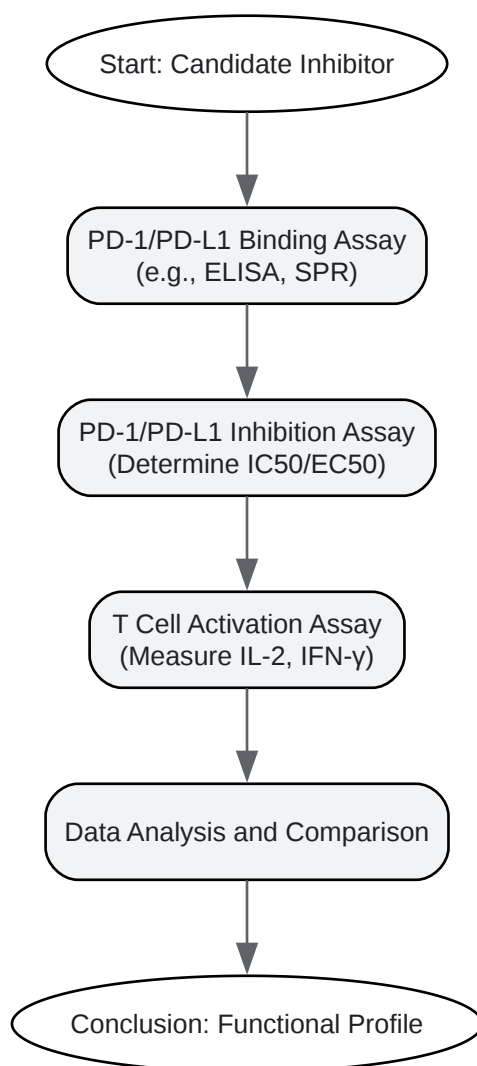 Start: Candidate Inhibitor
PD-1/PD-L1 Binding Assay
(e.g., ELISA, SPR)
PD-1/PD-L1 Inhibition Assay
(Determine IC50/EC50)
T Cell Activation Assay
(Measure IL-2, IFN-γ)
Data Analysis and Comparison
Conclusion: Functional Profile